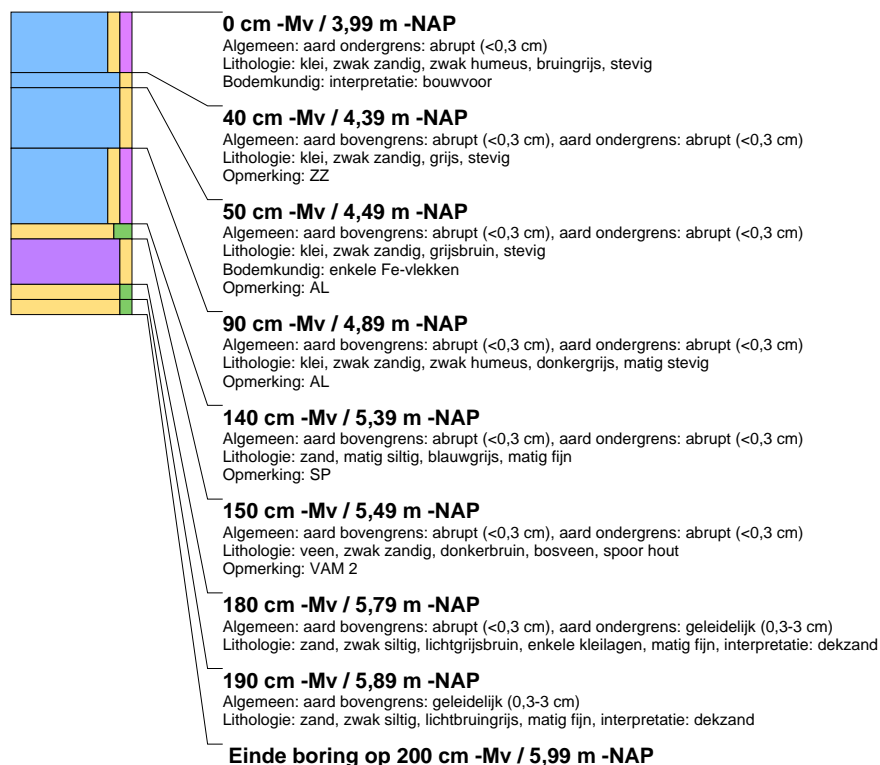 0 cm -Mv / 3,99 m -NAP
Algemeen: aard ondergrens: abrupt (<0,3 cm)
Lithologie: klei, zwak zandig, zwak humeus, bruingrijs, stevig
Bodemkundig: interpretatie: bouwvoor
40 cm -Mv / 4,39 m -NAP
Algemeen: aard bovengrens: abrupt (<0,3 cm), aard ondergrens: abrupt (<0,3 cm)
Lithologie: klei, zwak zandig, grijs, stevig
Opmerking: ZZ
50 cm -Mv / 4,49 m -NAP
Algemeen: aard bovengrens: abrupt (<0,3 cm), aard ondergrens: abrupt (<0,3 cm)
Lithologie: klei, zwak zandig, grijsbruin, stevig
Bodemkundig: enkele Fe-vlekken
Opmerking: AL
90 cm -Mv / 4,89 m -NAP
Algemeen: aard bovengrens: abrupt (<0,3 cm), aard ondergrens: abrupt (<0,3 cm)
Lithologie: klei, zwak zandig, zwak humeus, donkergrijs, matig stevig
Opmerking: AL
140 cm -Mv / 5,39 m -NAP
Algemeen: aard bovengrens: abrupt (<0,3 cm), aard ondergrens: abrupt (<0,3 cm)
Lithologie: zand, matig siltig, blauwgrijs, matig fijn
Opmerking: SP
150 cm -Mv / 5,49 m -NAP
Algemeen: aard bovengrens: abrupt (<0,3 cm), aard ondergrens: abrupt (<0,3 cm)
Lithologie: veen, zwak zandig, donkerbruin, bosveen, spoor hout
Opmerking: VAM 2
180 cm -Mv / 5,79 m -NAP
Algemeen: aard bovengrens: abrupt (<0,3 cm), aard ondergrens: geleidelijk (0,3-3 cm)
Lithologie: zand, zwak siltig, lichtgrijsbruin, enkele kleilagen, matig fijn, interpretatie: dekzand
190 cm -Mv / 5,89 m -NAP
Algemeen: aard bovengrens: geleidelijk (0,3-3 cm)
Lithologie: zand, zwak siltig, lichtbruingrijs, matig fijn, interpretatie: dekzand
Einde boring op 200 cm -Mv / 5,99 m -NAP